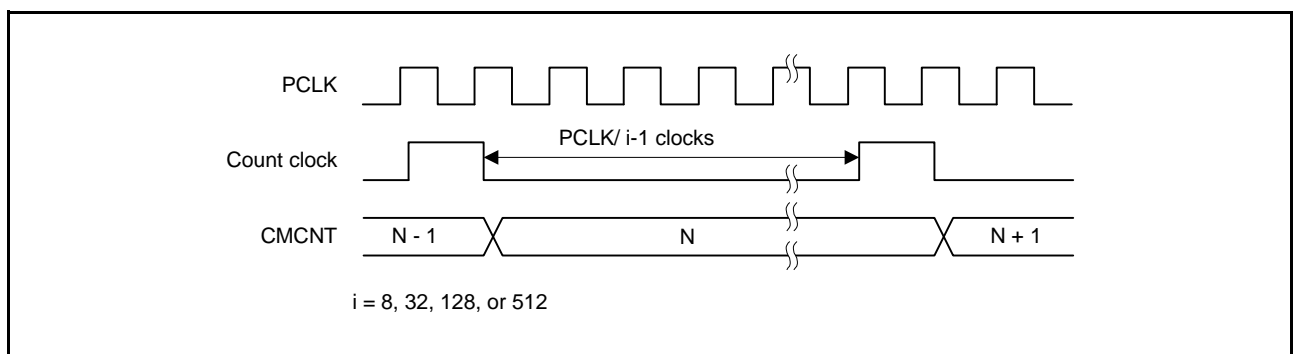 PCLK
PCLK/ i-1 clocks
Count clock
CMCNT
N - 1
N
N + 1
i = 8, 32, 128, or 512